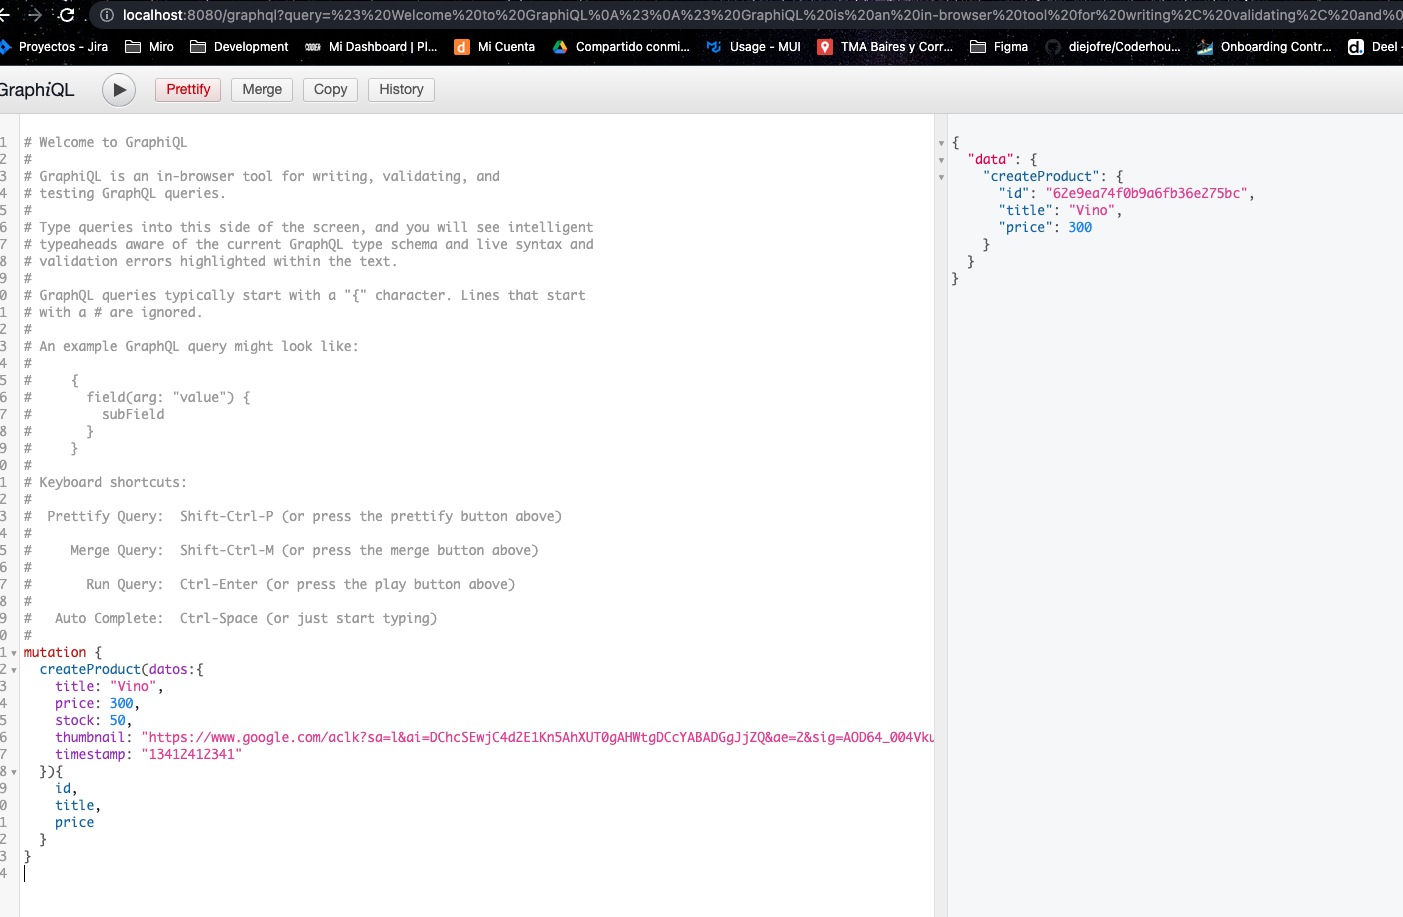 localhost:8080/graphql?query=%23%20Welcome%20to%20GraphiQL%0A%23%0A%23%20GraphiQL%20is%20an%20in-browser%20tool%20for%20writing%2C%20validating%2C%20and%0
Proyectos - Jira Miro Development Mi Dashboard | Pl... Mi Cuenta Compartido conmi... Usage - MUI TMA Baires y Corr... Figma diejofre/Coderhou... Onboarding Contr... Deel -
GraphiQL Prettify Merge Copy History
1 # Welcome to GraphiQL
2 #
3 # GraphiQL is an in-browser tool for writing, validating, and
4 # testing GraphQL queries.
5 #
6 # Type queries into this side of the screen, and you will see intelligent
7 # typeaheads aware of the current GraphQL type schema and live syntax and
8 # validation errors highlighted within the text.
9 #
0 # GraphQL queries typically start with a "{" character. Lines that start
1 # with a # are ignored.
2 #
3 # An example GraphQL query might look like:
4 #
5 #     {
6 #       field(arg: "value") {
7 #         subField
8 #       }
9 #     }
0 #
1 # Keyboard shortcuts:
2 #
3 #  Prettify Query:  Shift-Ctrl-P (or press the prettify button above)
4 #
5 #     Merge Query:  Shift-Ctrl-M (or press the merge button above)
6 #
7 #       Run Query:  Ctrl-Enter (or press the play button above)
8 #
9 #   Auto Complete:  Ctrl-Space (or just start typing)
0 #
1 mutation {
2   createProduct(datos:{
3     title: "Vino",
4     price: 300,
5     stock: 50,
6     thumbnail: "https://www.google.com/aclk?sa=l&ai=DChcSEwjC4d2E1Kn5AhXUT0gAHWtgDCcYABADGgJjZQ&ae=2&sig=AOD64_004Vku
7     timestamp: "13412412341"
8   }){
9     id,
0     title,
1     price
2   }
3 }
4
{
  "data": {
    "createProduct": {
      "id": "62e9ea74f0b9a6fb36e275bc",
      "title": "Vino",
      "price": 300
    }
  }
}